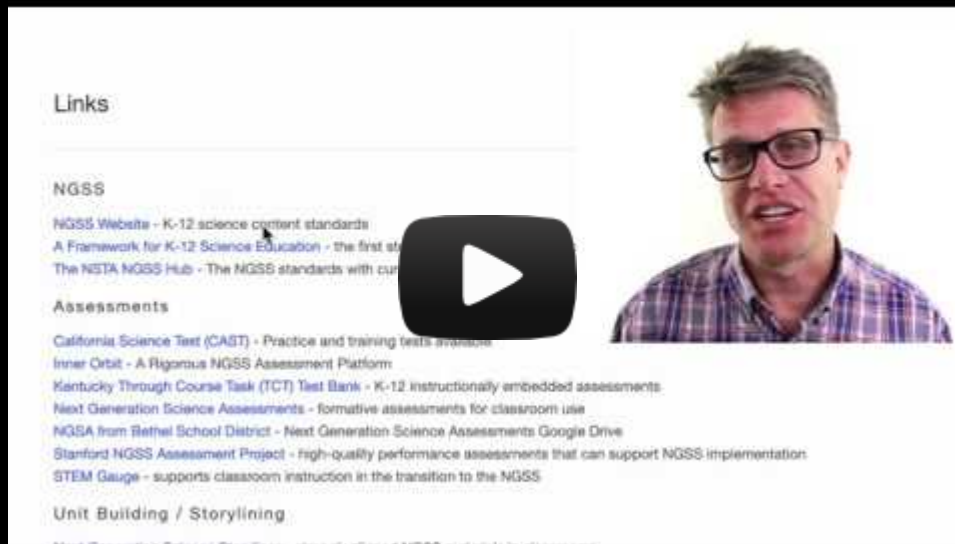 Links
NGSS
NGSS Website - K-12 science content standards
A Framework for K-12 Science Education - the first
The NSTA NGSS Hub - The NGSS standards with
Assessments
California Science Test (CAST) - Practice and training tests available
Inner Orbit - A Rigorous NGSS Assessment Platform
Kentucky Through Course Task (TCT) Test Bank - K-12 instructionally embedded assessments
Next Generation Science Assessments - formative assessments for classroom use
NGSA from Bethel School District - Next Generation Science Assessments Google Drive
Stanford NGSS Assessment Project - high-quality performance assessments that can support NGSS implementation
STEM Gauge - supports classroom instruction in the transition to the NGSS
Unit Building / Storylining